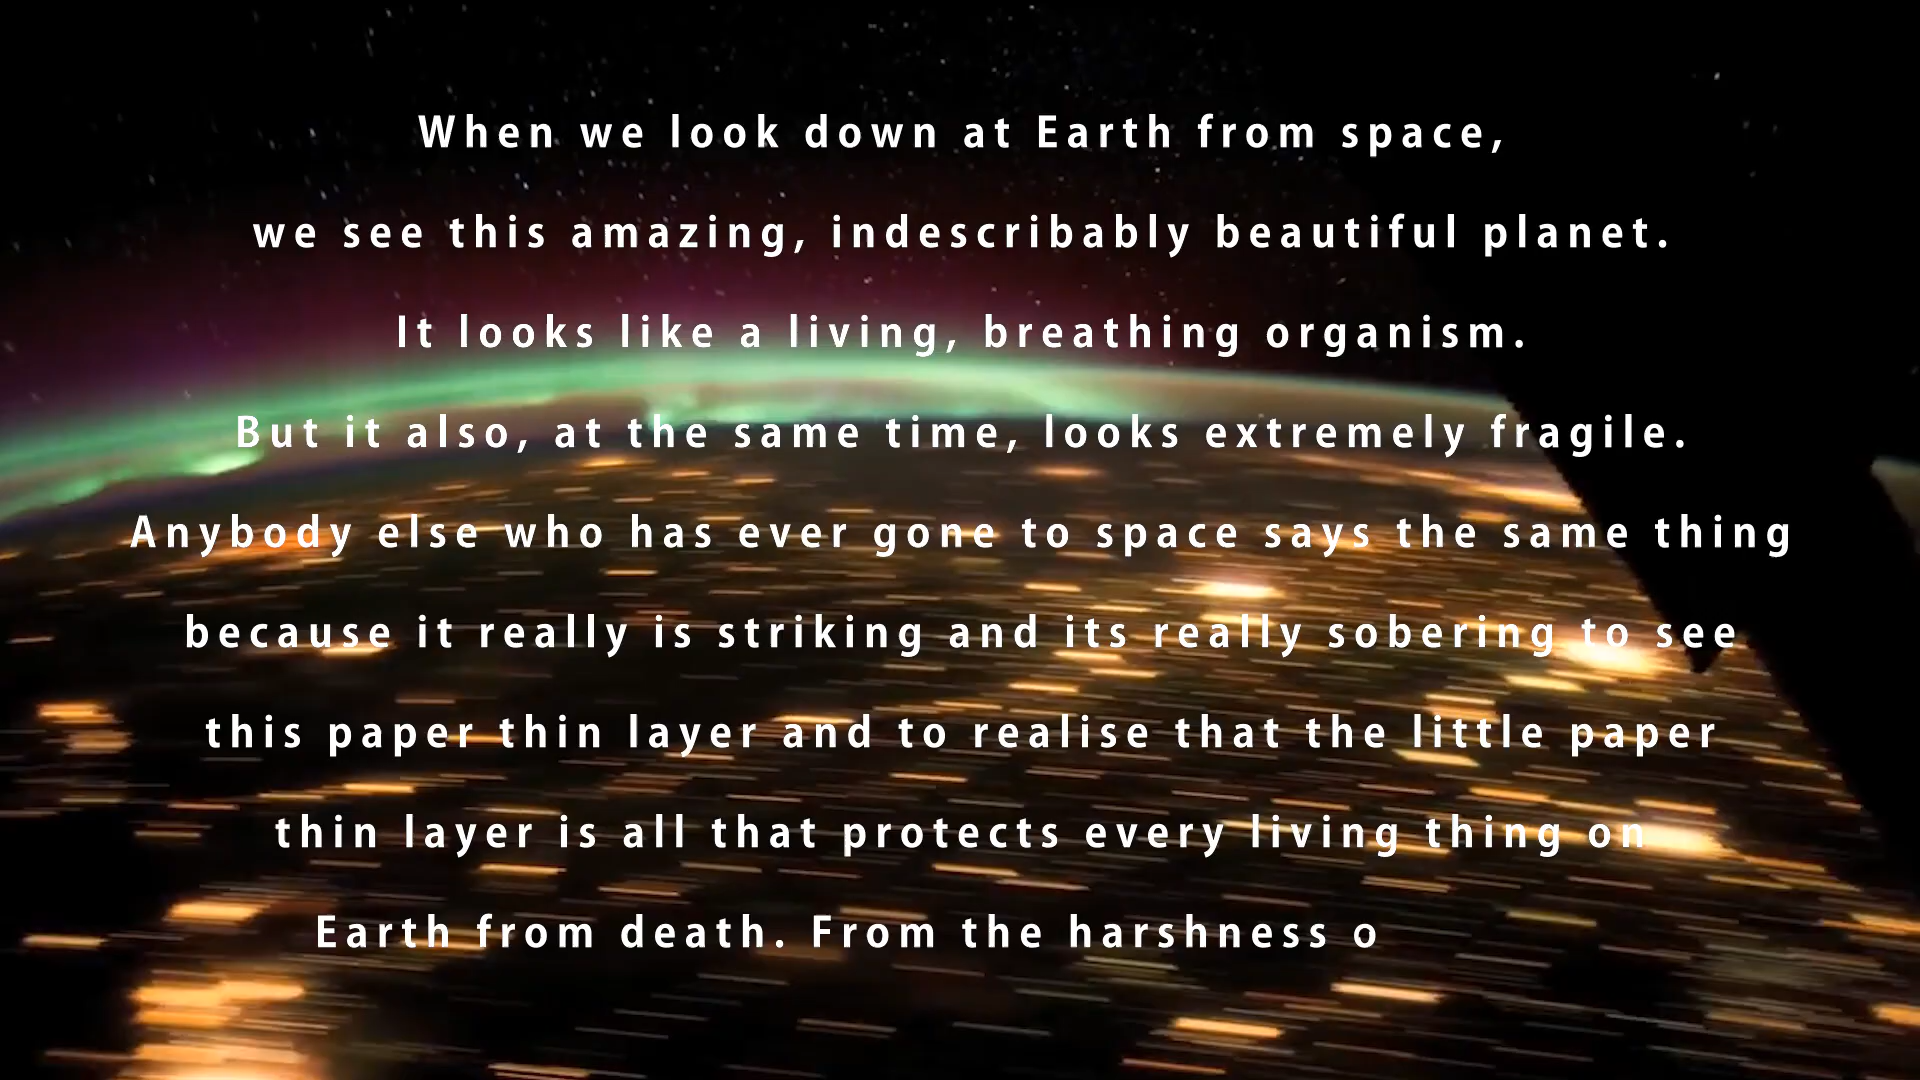 When we look down at Earth from space,
we see this amazing, indescribably beautiful planet.
It looks like a living, breathing organism.
But it also, at the same time, looks extremely fragile.
Anybody else who has ever gone to space says the same thing
because it really is striking and its really sobering to see
this paper thin layer and to realise that the little paper
thin layer is all that protects every living thing on
Earth from death. From the harshness o